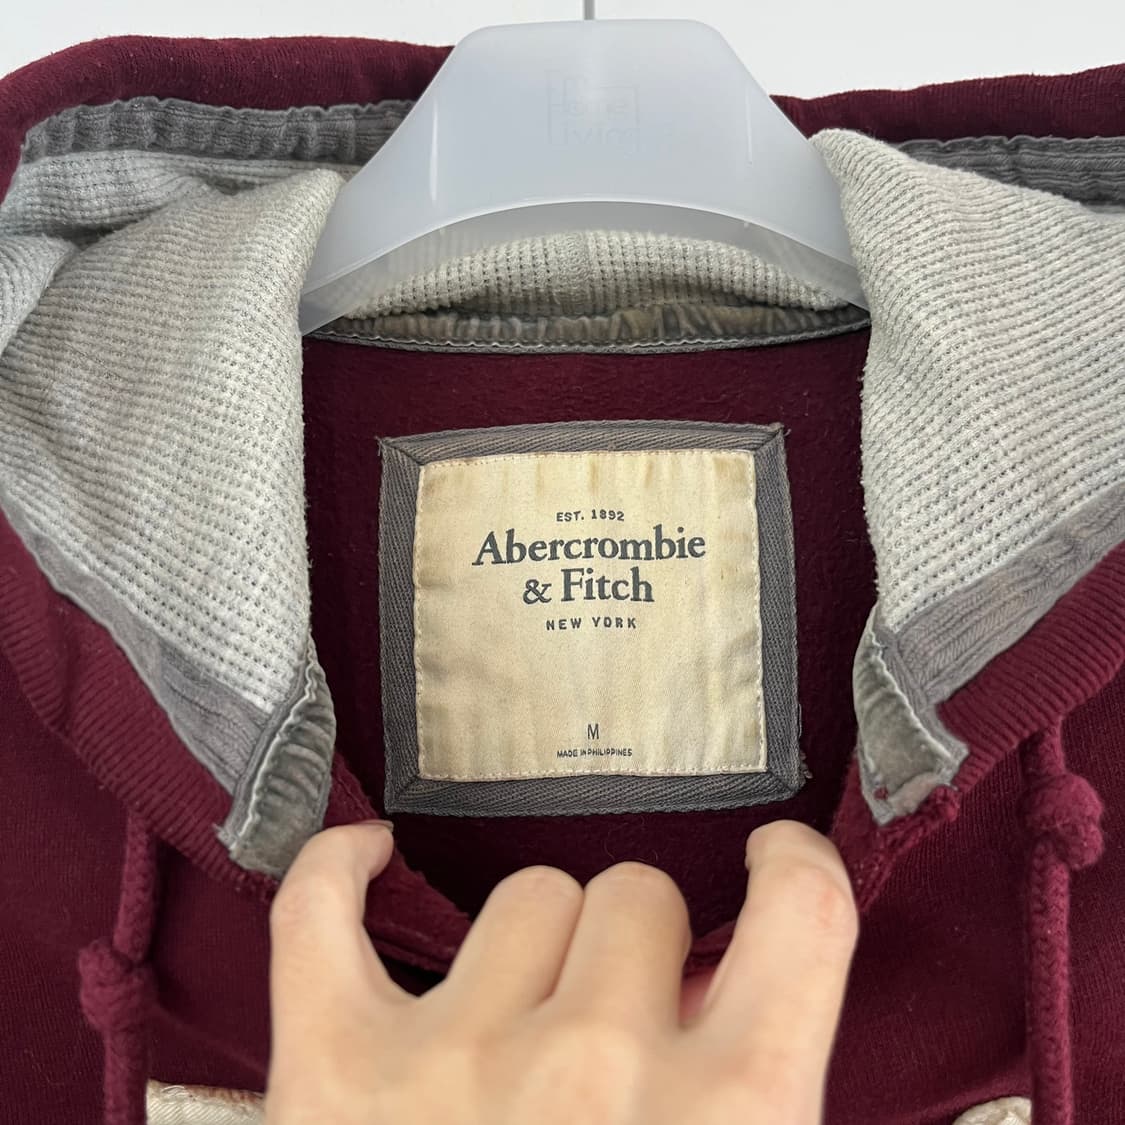 EST. 1892
Abercrombie
& Fitch
NEW YORK
M
MADE IN PHILIPPINES